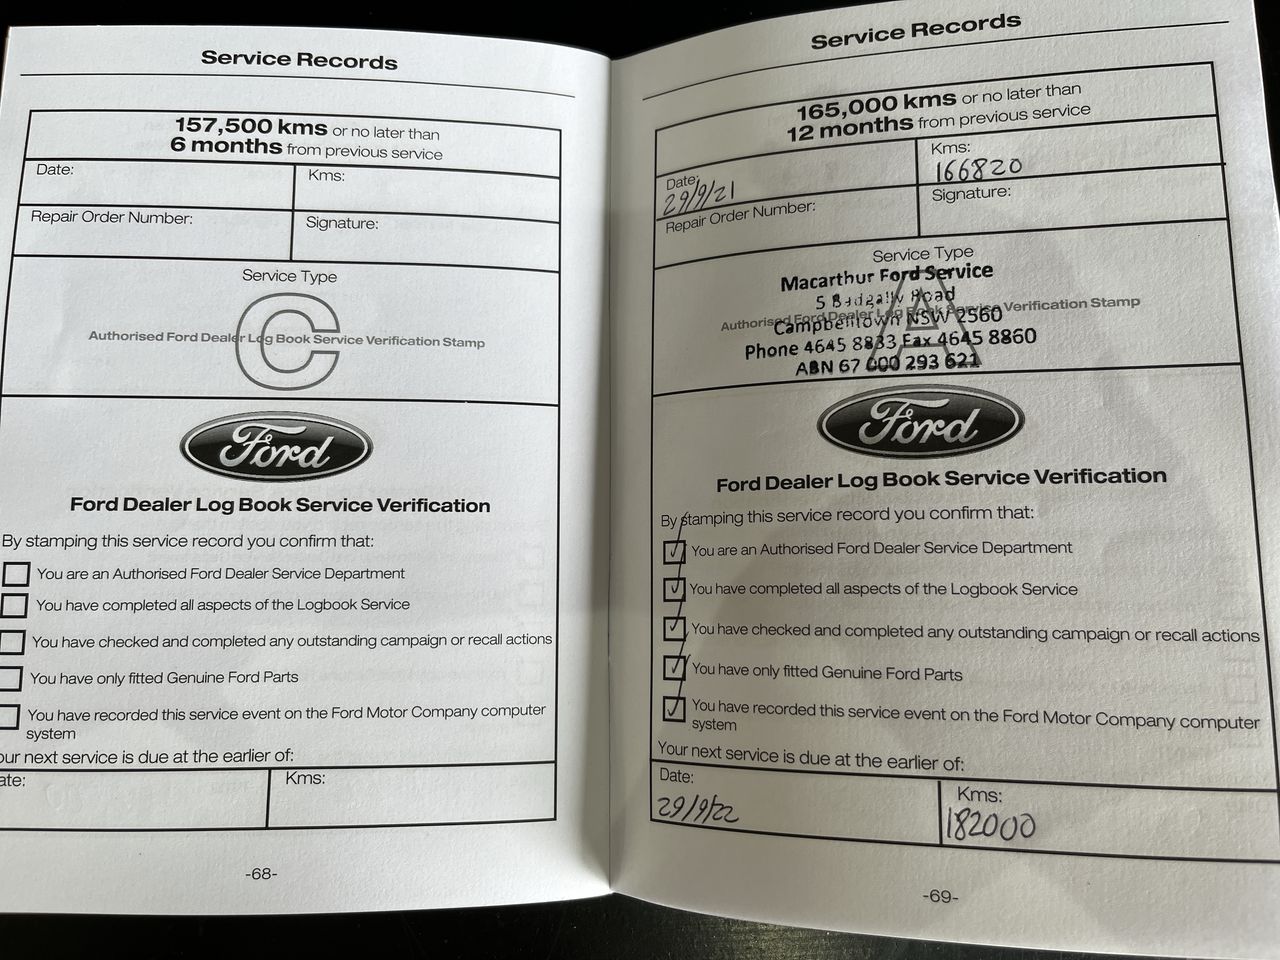 Service Records
157,500 kms or no later than
6 months from previous service
Date:
Kms:
Repair Order Number:
Signature:
Service Type
C
Authorised Ford Dealer Log Book Service Verification Stamp
Ford
Ford Dealer Log Book Service Verification
By stamping this service record you confirm that:
You are an Authorised Ford Dealer Service Department
You have completed all aspects of the Logbook Service
You have checked and completed any outstanding campaign or recall actions
You have only fitted Genuine Ford Parts
You have recorded this service event on the Ford Motor Company computer
system
our next service is due at the earlier of:
ate:
Kms:
-68-
Service Records
165,000 kms or no later than
12 months from previous service
Date:
29/9/21
Kms:
166820
Repair Order Number:
Signature:
Service Type
A
Authorised Ford Dealer Log Book Service Verification Stamp
Macarthur Ford Service
5 Badgally Road
Campbelltown NSW 2560
Phone 4645 8833 Fax 4645 8860
ABN 67 000 293 621
Ford
Ford Dealer Log Book Service Verification
By stamping this service record you confirm that:
You are an Authorised Ford Dealer Service Department
You have completed all aspects of the Logbook Service
You have checked and completed any outstanding campaign or recall actions
You have only fitted Genuine Ford Parts
You have recorded this service event on the Ford Motor Company computer
system
Your next service is due at the earlier of:
Date:
29/9/22
Kms:
182000
-69-